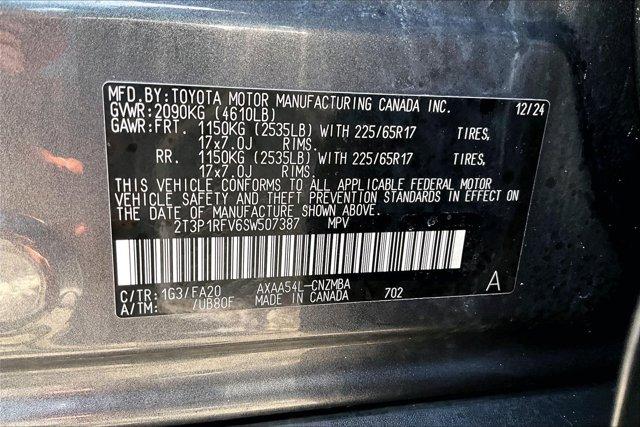 MFD.BY:TOYOTA MOTOR MANUFACTURING CANADA INC. 12/24
GVWR:2090KG (4610LB)
GAWR:FRT. 1150KG (2535LB) WITH 225/65R17 TIRES,
17x7.0J RIMS.
RR. 1150KG (2535LB) WITH 225/65R17 TIRES,
17x7.0J RIMS.
THIS VEHICLE CONFORMS TO ALL APPLICABLE FEDERAL MOTOR
VEHICLE SAFETY AND THEFT PREVENTION STANDARDS IN EFFECT ON
THE DATE OF MANUFACTURE SHOWN ABOVE.
2T3P1RFV6SW507387 MPV
C/TR:1G3/FA20 AXAA54L-CNZMBA
A/TM: /UB80F MADE IN CANADA 702 A